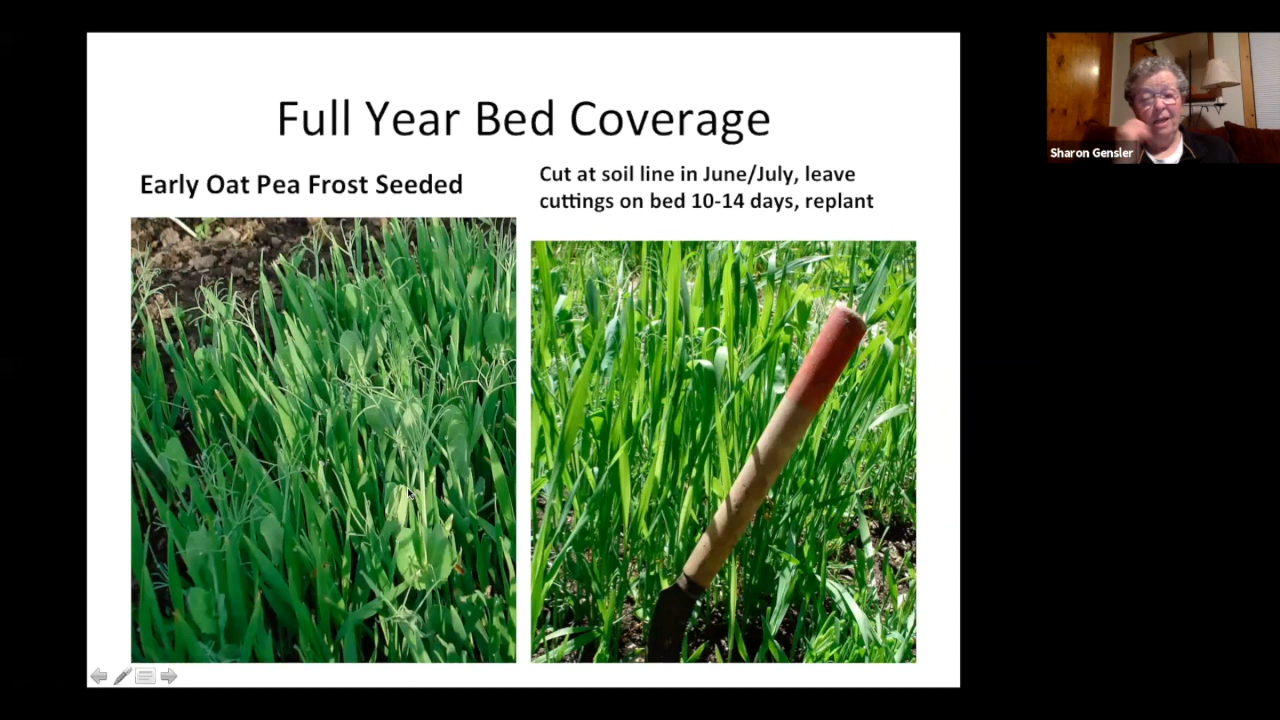 Full Year Bed Coverage
Early Oat Pea Frost Seeded
Cut at soil line in June/July, leave
cuttings on bed 10-14 days, replant
Sharon Gensler